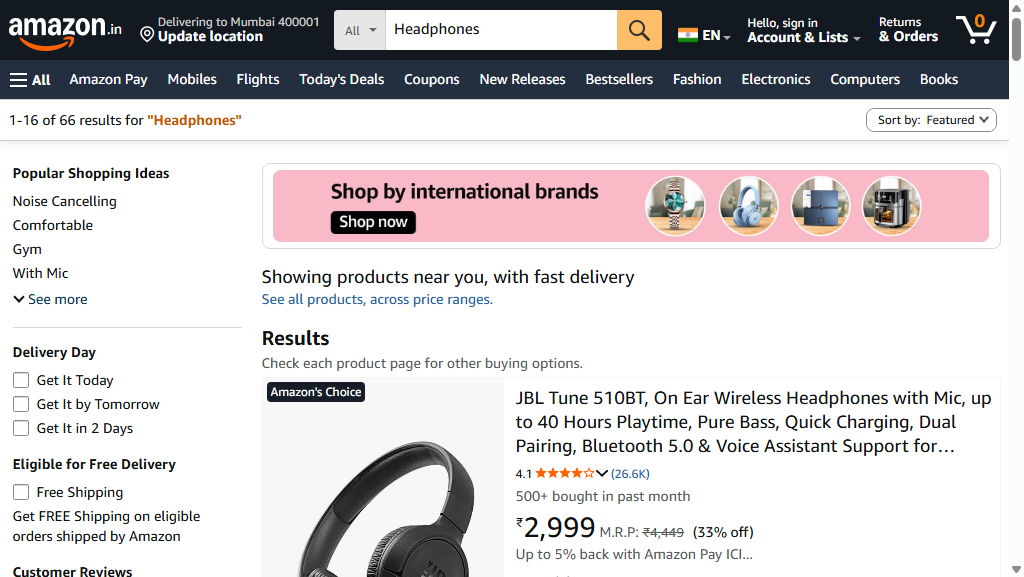 amazon.in
Delivering to Mumbai 400001
Update location
All
Headphones
EN
Hello, sign in
Account & Lists
Returns
& Orders
0
All
Amazon Pay
Mobiles
Flights
Today's Deals
Coupons
New Releases
Bestsellers
Fashion
Electronics
Computers
Books
1-16 of 66 results for "Headphones"
Sort by: Featured
Popular Shopping Ideas
Noise Cancelling
Comfortable
Gym
With Mic
See more
Delivery Day
Get It Today
Get It by Tomorrow
Get It in 2 Days
Eligible for Free Delivery
Free Shipping
Get FREE Shipping on eligible
orders shipped by Amazon
Customer Reviews
Shop by international brands
Shop now
Showing products near you, with fast delivery
See all products, across price ranges.
Results
Check each product page for other buying options.
Amazon's Choice
JBL Tune 510BT, On Ear Wireless Headphones with Mic, up
to 40 Hours Playtime, Pure Bass, Quick Charging, Dual
Pairing, Bluetooth 5.0 & Voice Assistant Support for…
4.1 (26.6K)
500+ bought in past month
₹2,999 M.R.P: ₹4,449 (33% off)
Up to 5% back with Amazon Pay ICI…